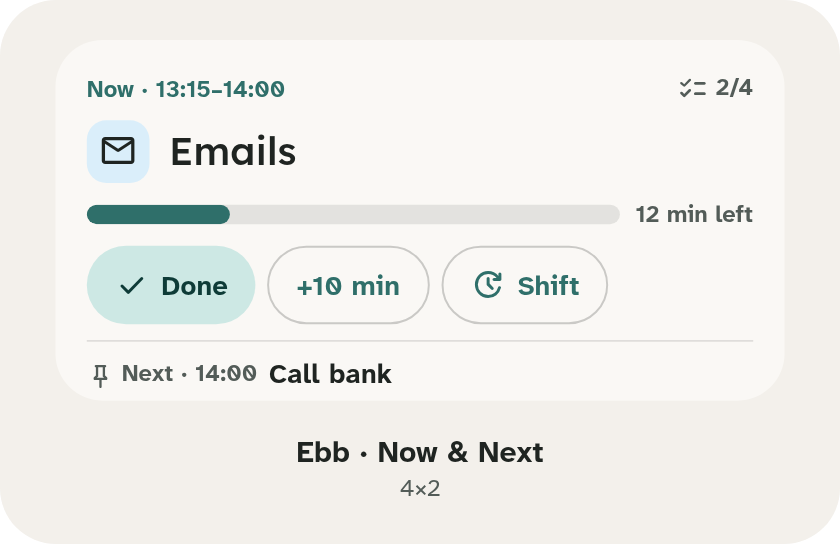 Now · 13:15–14:00
2/4
Emails
12 min left
Done
+10 min
Shift
Next · 14:00 Call bank
Ebb · Now & Next
4×2